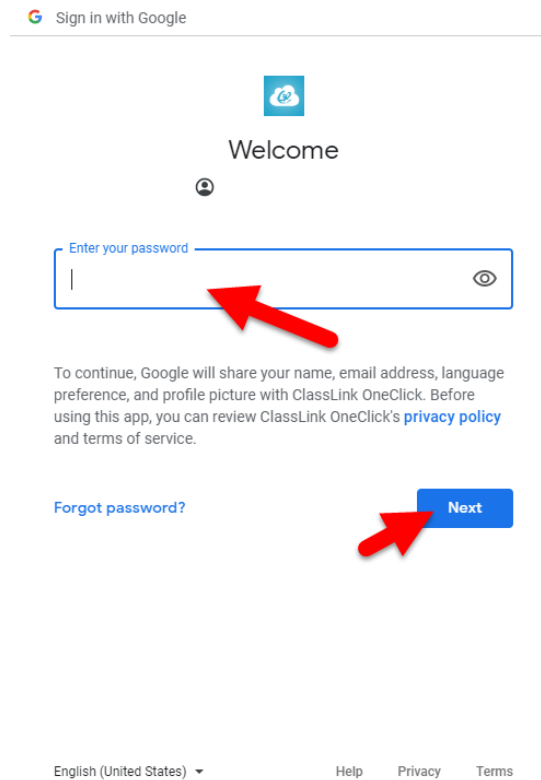 Sign in with Google
Welcome
Enter your password
To continue, Google will share your name, email address, language
preference, and profile picture with ClassLink OneClick. Before
using this app, you can review ClassLink OneClick's privacy policy
and terms of service.
Forgot password?
Next
English (United States)
Help
Privacy
Terms